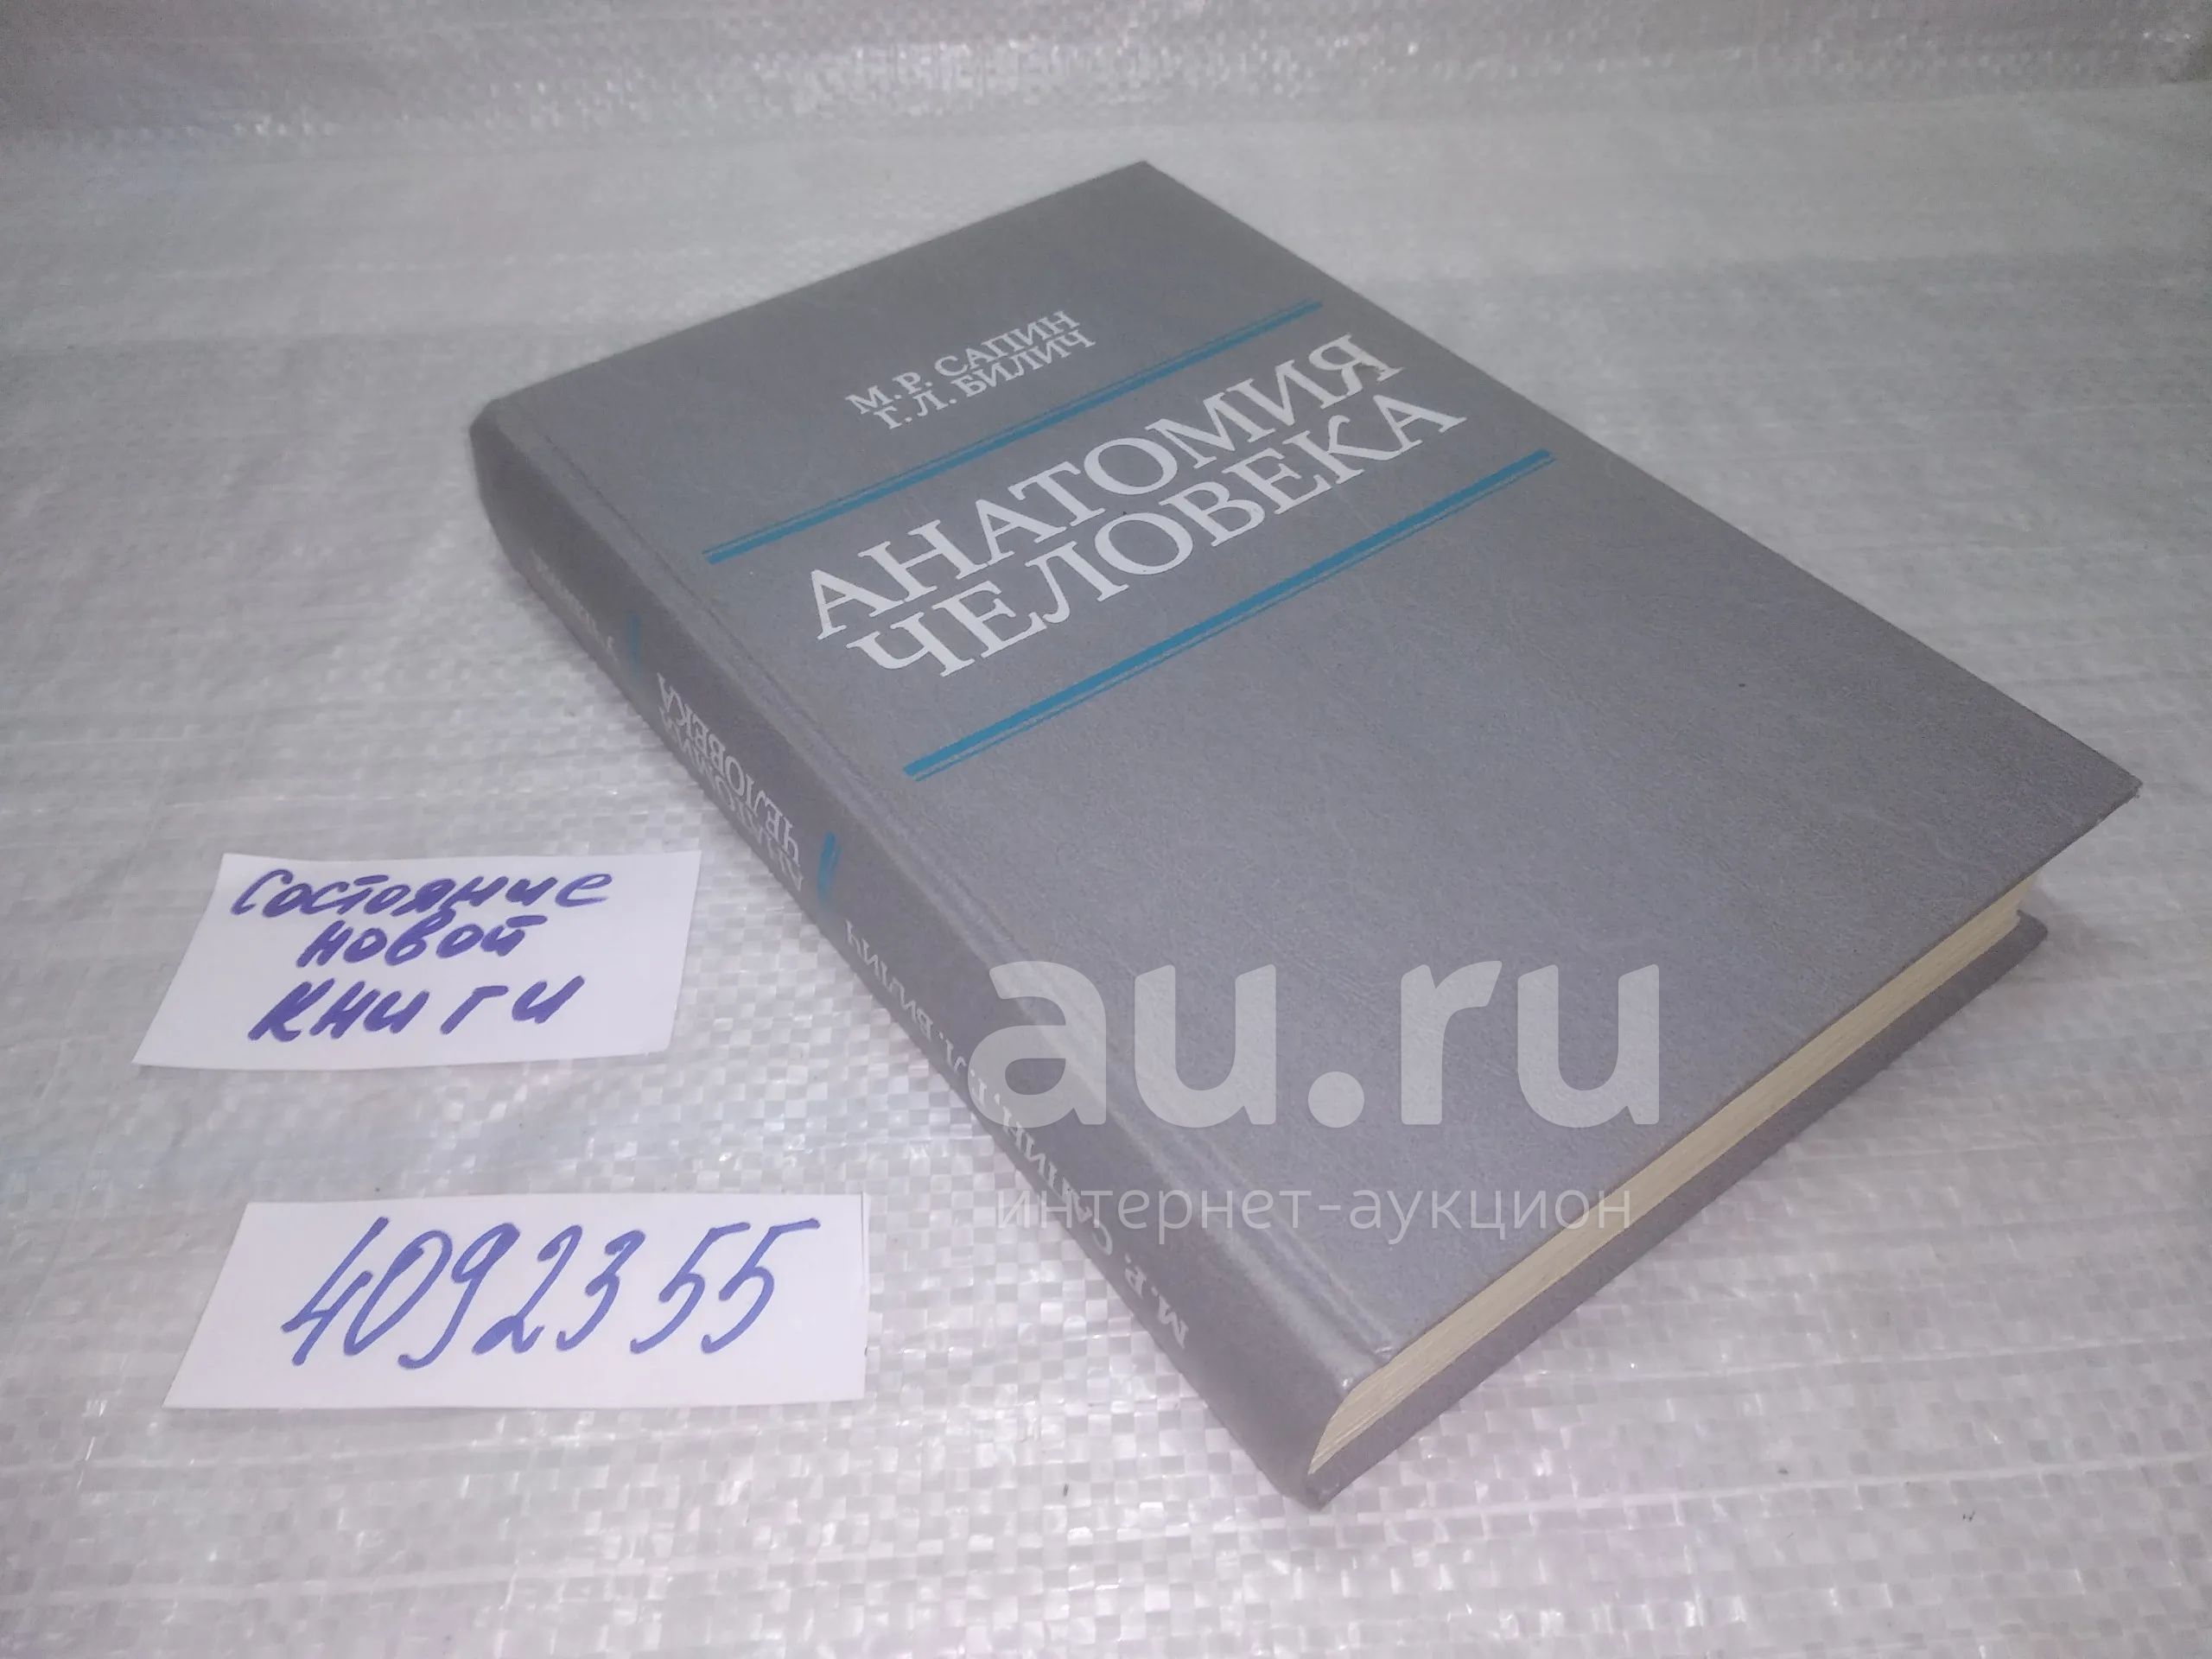 М. Р. САПИН
Г. Л. БИЛИЧ
АНАТОМИЯ
ЧЕЛОВЕКА
М. Р. САПИН, Г. Л. БИЛИЧ
АНАТОМИЯ
ЧЕЛОВЕКА
Состояние
новой
книги
4092355
au.ru
интернет-аукцион